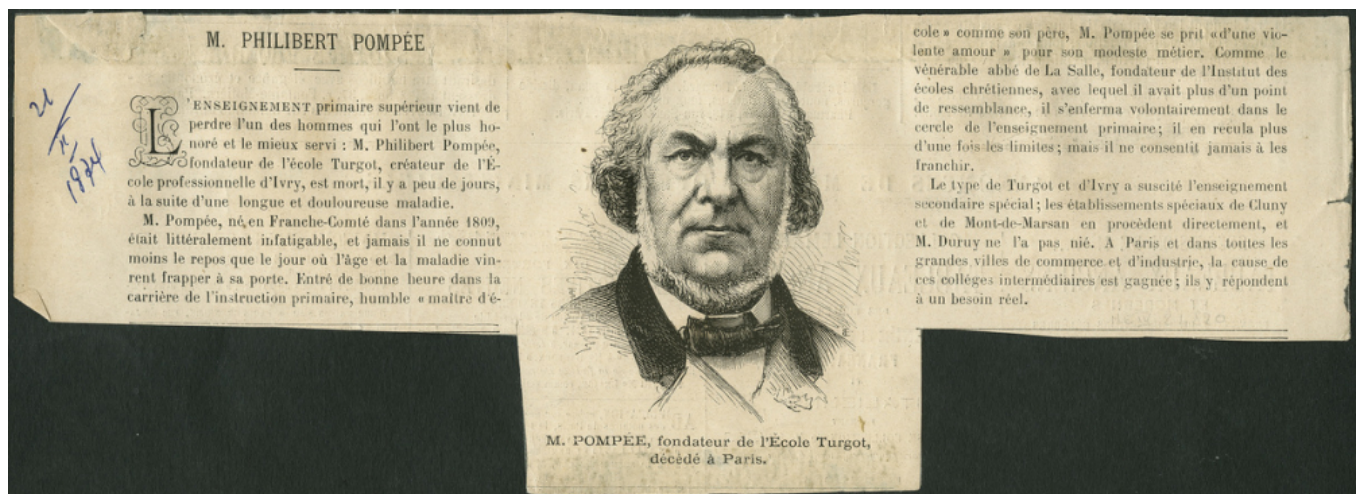 M. PHILIBERT POMPÉE
21
XI
1874
L'ENSEIGNEMENT primaire supérieur vient de
perdre l'un des hommes qui l'ont le plus ho-
noré et le mieux servi : M. Philibert Pompée,
fondateur de l'école Turgot, créateur de l'É-
cole professionnelle d'Ivry, est mort, il y a peu de jours,
à la suite d'une longue et douloureuse maladie.
M. Pompée, né en Franche-Comté dans l'année 1809,
était littéralement infatigable, et jamais il ne connut
moins le repos que le jour où l'âge et la maladie vin-
rent frapper à sa porte. Entré de bonne heure dans la
carrière de l'instruction primaire, humble « maître d'é-
cole » comme son père, M. Pompée se prit « d'une vio-
lente amour » pour son modeste métier. Comme le
vénérable abbé de La Salle, fondateur de l'Institut des
écoles chrétiennes, avec lequel il avait plus d'un point
de ressemblance, il s'enferma volontairement dans le
cercle de l'enseignement primaire; il en recula plus
d'une fois les limites; mais il ne consentit jamais à les
franchir.
Le type de Turgot et d'Ivry a suscité l'enseignement
secondaire spécial; les établissements spéciaux de Cluny
et de Mont-de-Marsan en procèdent directement, et
M. Duruy ne l'a pas nié. A Paris et dans toutes les
grandes villes de commerce et d'industrie, la cause de
ces collèges intermédiaires est gagnée; ils y répondent
à un besoin réel.
M. POMPÉE, fondateur de l'École Turgot,
décédé à Paris.